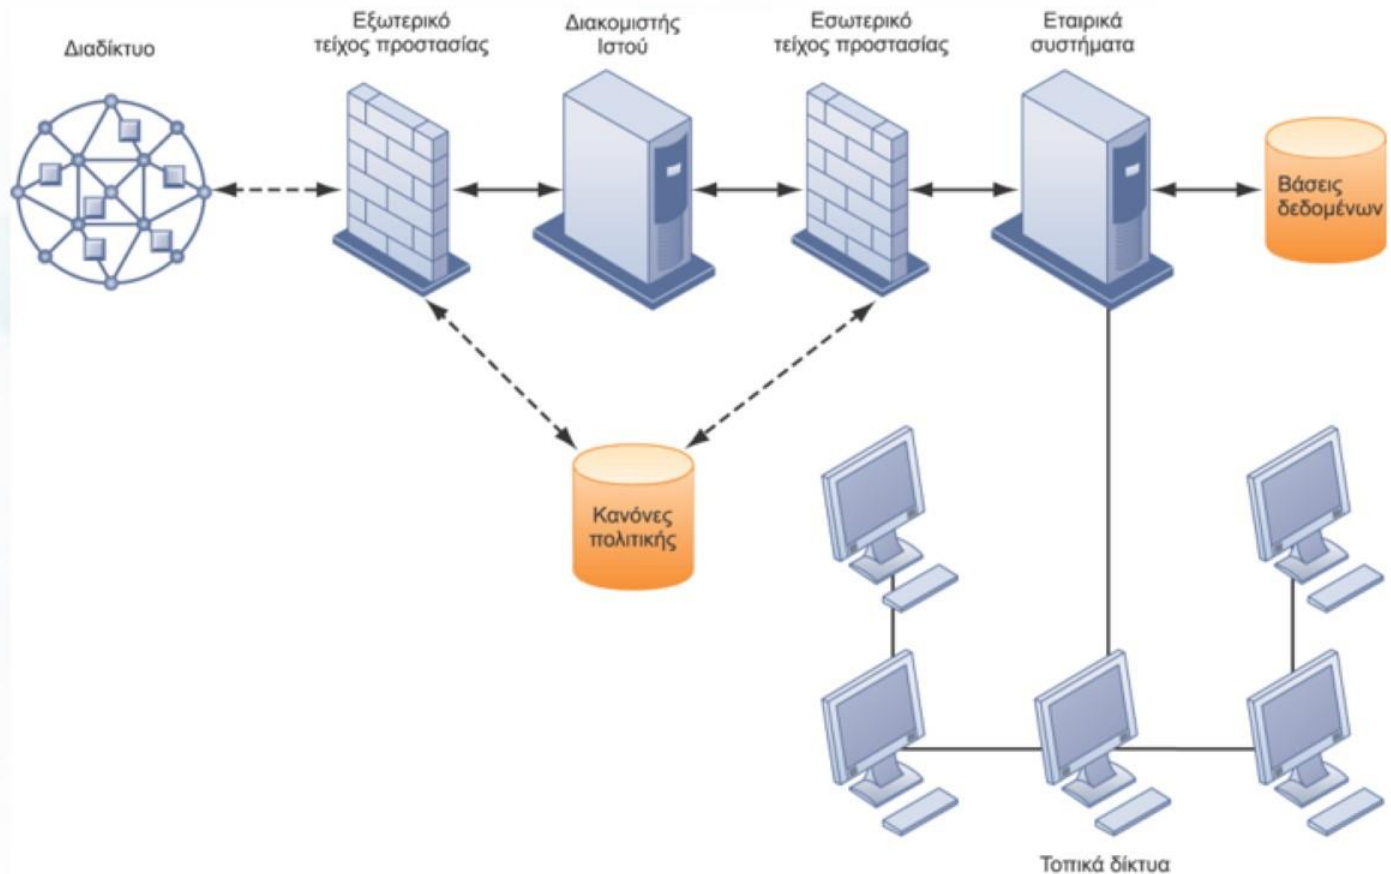 Διαδίκτυο
Εξωτερικό
τείχος προστασίας
Διακομιστής
Ιστού
Εσωτερικό
τείχος προστασίας
Εταιρικά
συστήματα
Βάσεις
δεδομένων
Κανόνες
πολιτικής
Τοπικά δίκτυα